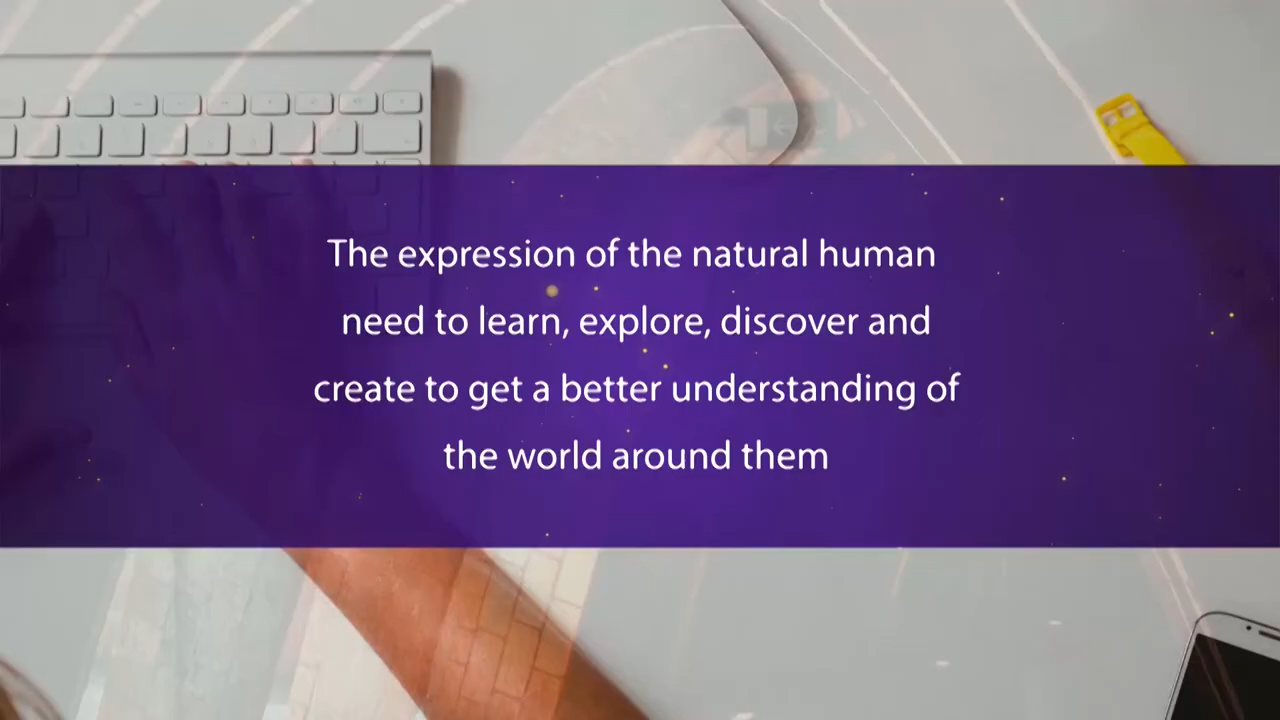 The expression of the natural human
need to learn, explore, discover and
create to get a better understanding of
the world around them